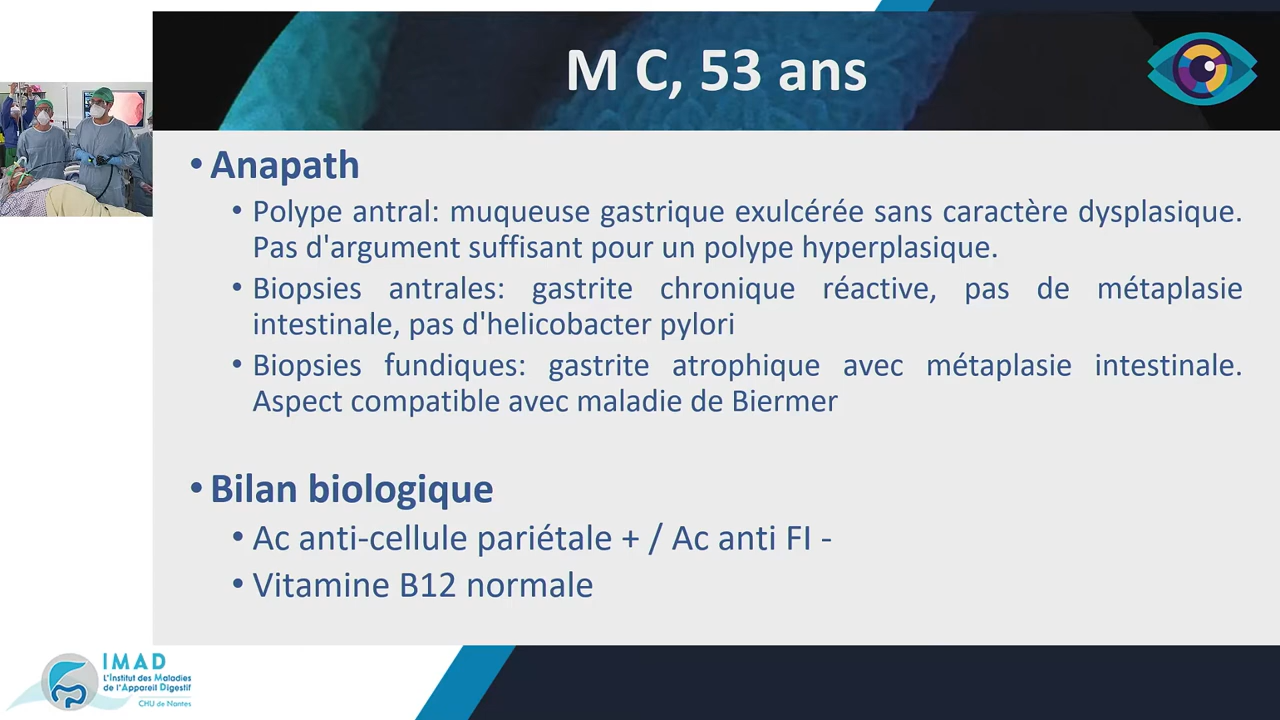 M C, 53 ans
• Anapath
• Polype antral: muqueuse gastrique exulcérée sans caractère dysplasique.
Pas d'argument suffisant pour un polype hyperplasique.
• Biopsies antrales: gastrite chronique réactive, pas de métaplasie
intestinale, pas d'helicobacter pylori
• Biopsies fundiques: gastrite atrophique avec métaplasie intestinale.
Aspect compatible avec maladie de Biermer
• Bilan biologique
• Ac anti-cellule pariétale + / Ac anti FI -
• Vitamine B12 normale
IMAD
L'Institut des Maladies
de l'Appareil Digestif
CHU de Nantes